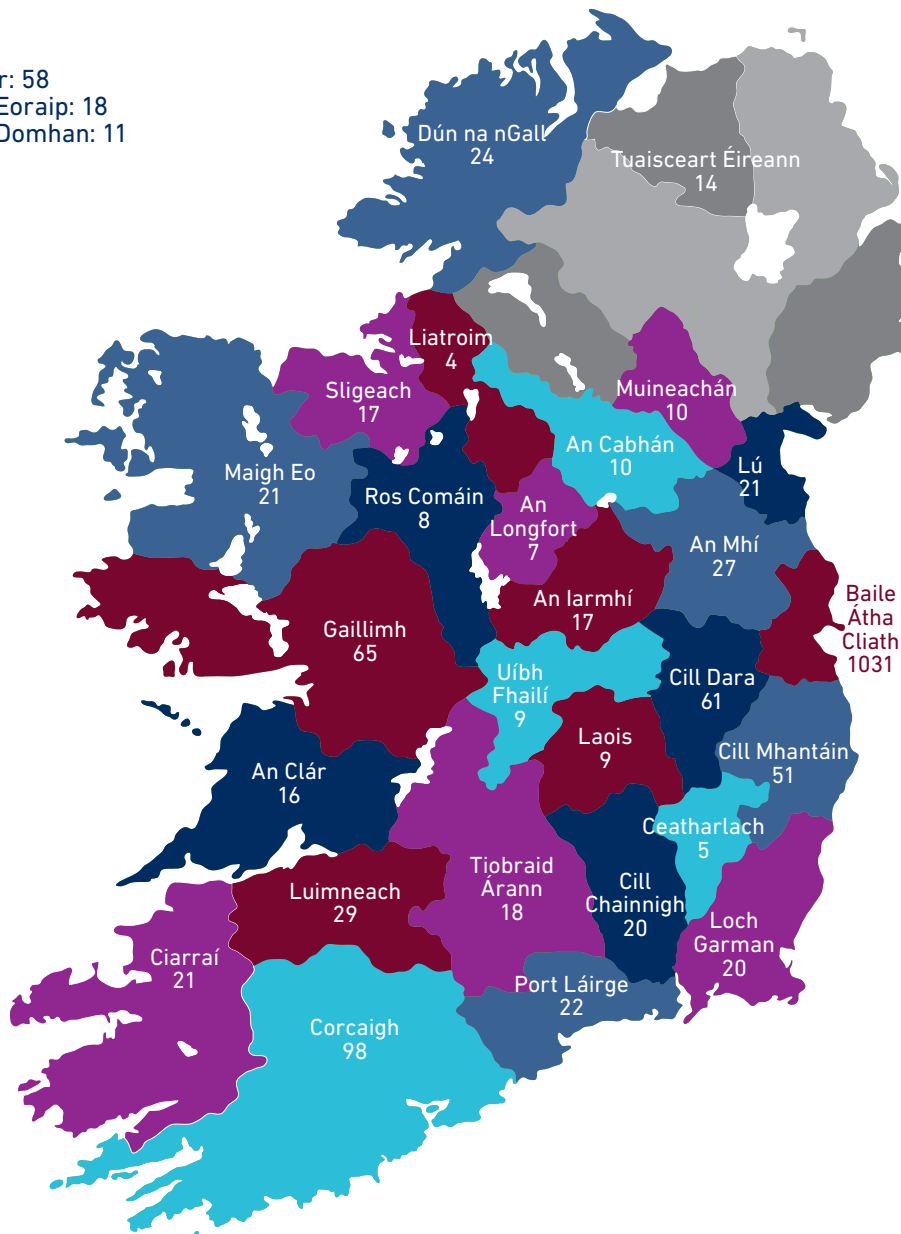 r: 58
Eoraip: 18
Domhan: 11
Dún na nGall
24
Tuaisceart Éireann
14
Liatroim
4
Sligeach
17
Muineachán
10
An Cabhán
10
Maigh Eo
21
Lú
21
Ros Comáin
8
An
Longfort
7
An Mhí
27
An Iarmhí
17
Baile
Átha
Cliath
1031
Gaillimh
65
Uíbh
Fhailí
9
Cill Dara
61
Laois
9
Cill Mhantáin
51
An Clár
16
Ceatharlach
5
Tiobraid
Árann
18
Luimneach
29
Cill
Chainnigh
20
Loch
Garman
20
Ciarraí
21
Port Láirge
22
Corcaigh
98